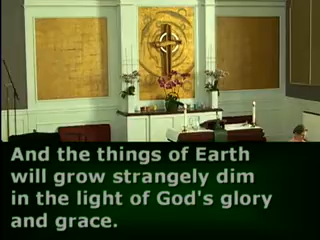 And the things of Earth
will grow strangely dim
in the light of God's glory
and grace.